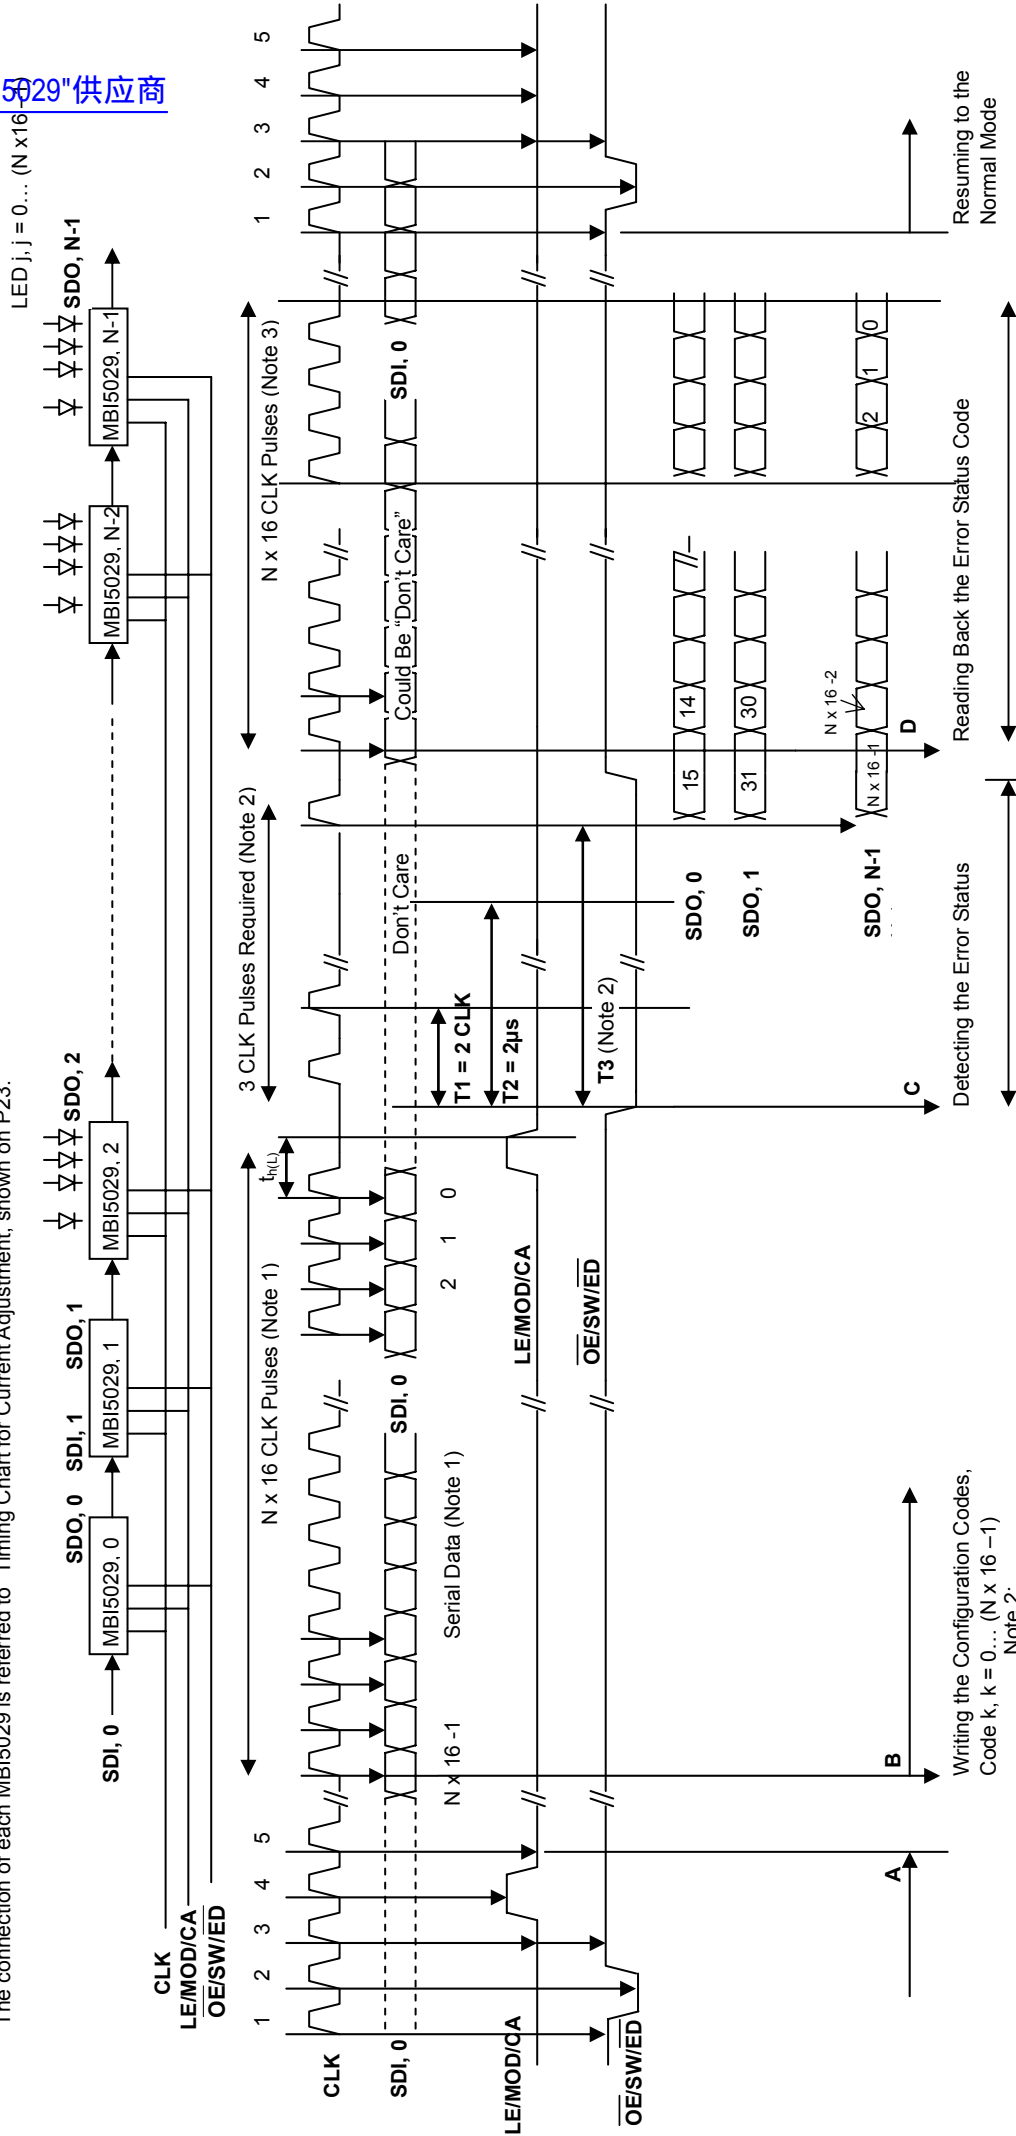 The connection of each MBI5029 is referred to "Timing Chart for Current Adjustment, shown on P23.
5029"供应商
LED j, j = 0… (N x16 –1)
SDO, 0 SDI, 1 SDO, 1 SDO, 2 SDO, N-1
SDI, 0
MBI5029, 0
MBI5029, 1
MBI5029, 2
MBI5029, N-2
MBI5029, N-1
CLK
LE/MOD/CA
OE/SW/ED
N x 16 CLK Pulses (Note 1)
3 CLK Pulses Required (Note 2)
N x 16 CLK Pulses (Note 3)
1 2 3 4 5
1 2 3 4 5
CLK
th(L)
SDI, 0
SDI, 0
Don't Care
Could Be “Don't Care”
SDI, 0
N x 16 -1
Serial Data (Note 1)
2 1 0
T1 = 2 CLK
T2 = 2μs
LE/MOD/CA
LE/MOD/CA
T3 (Note 2)
OE/SW/ED
OE/SW/ED
SDO, 0
15 14
SDO, 1
31 30
N x 16 -2
SDO, N-1
N x 16 -1
2 1 0
A
B
C
D
Writing the Configuration Codes,
Code k, k = 0… (N x 16 –1)
Note 2:
Detecting the Error Status
Reading Back the Error Status Code
Resuming to the
Normal Mode